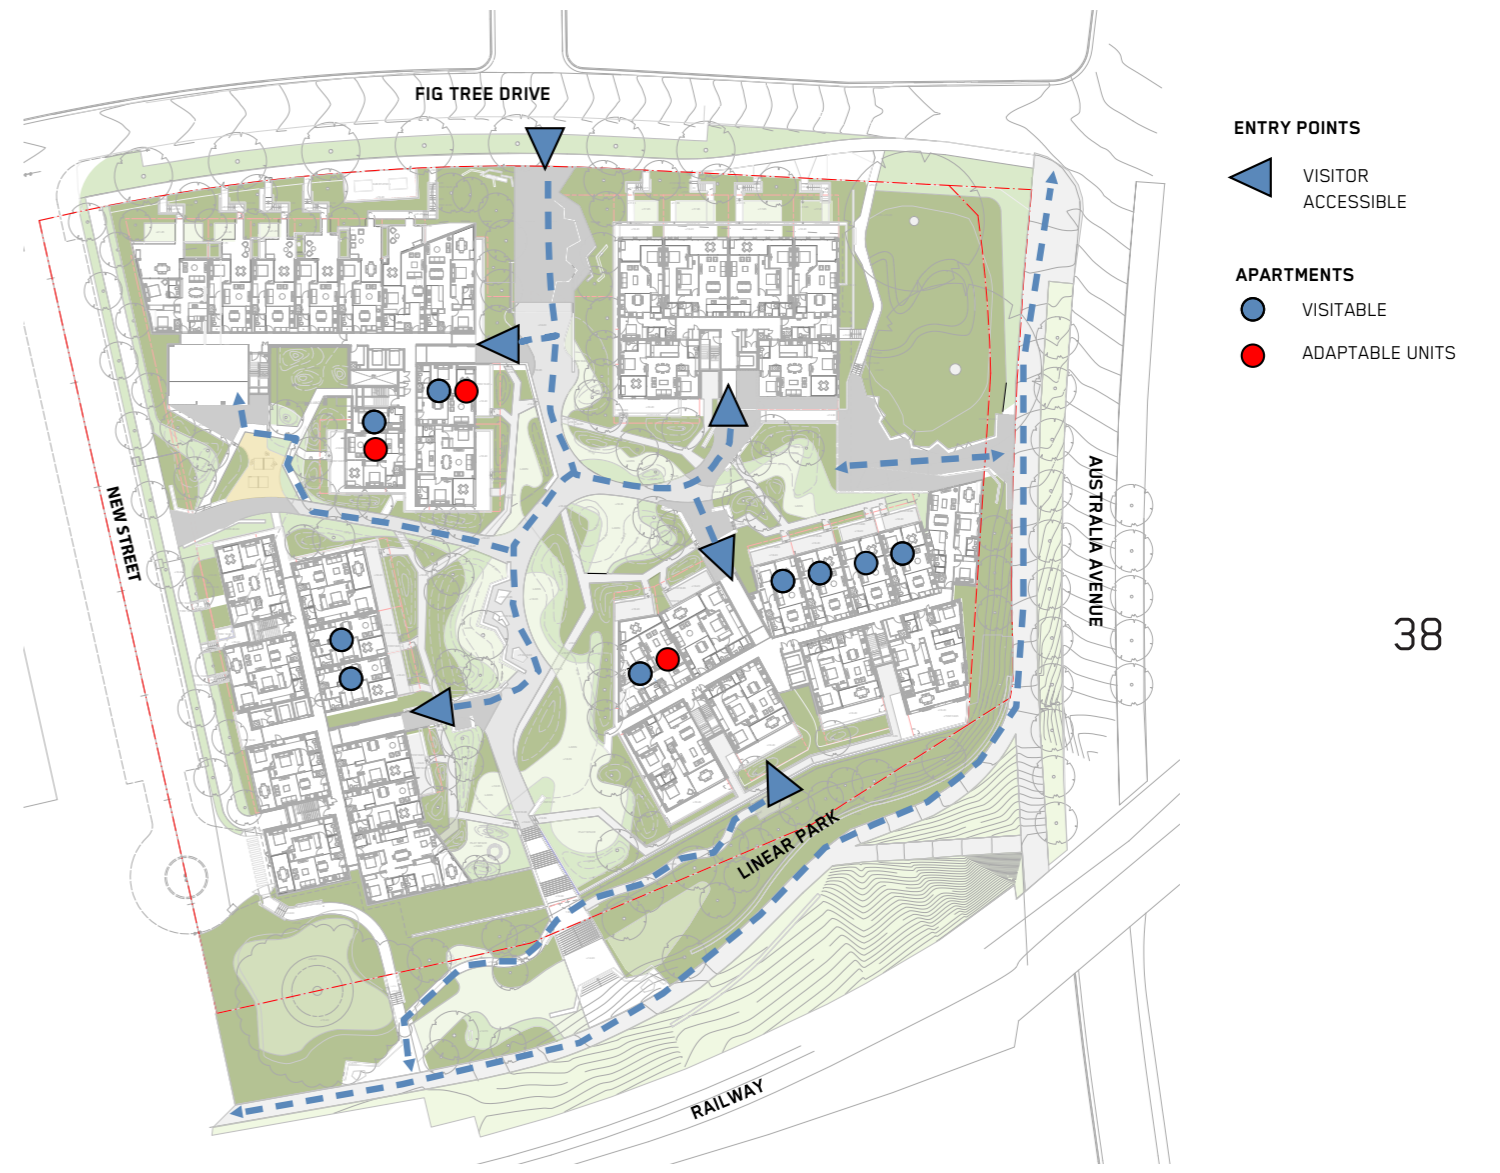 FIG TREE DRIVE
ENTRY POINTS
VISITOR
ACCESSIBLE
APARTMENTS
VISITABLE
ADAPTABLE UNITS
NEW STREET
AUSTRALIA AVENUE
38
LINEAR PARK
RAILWAY